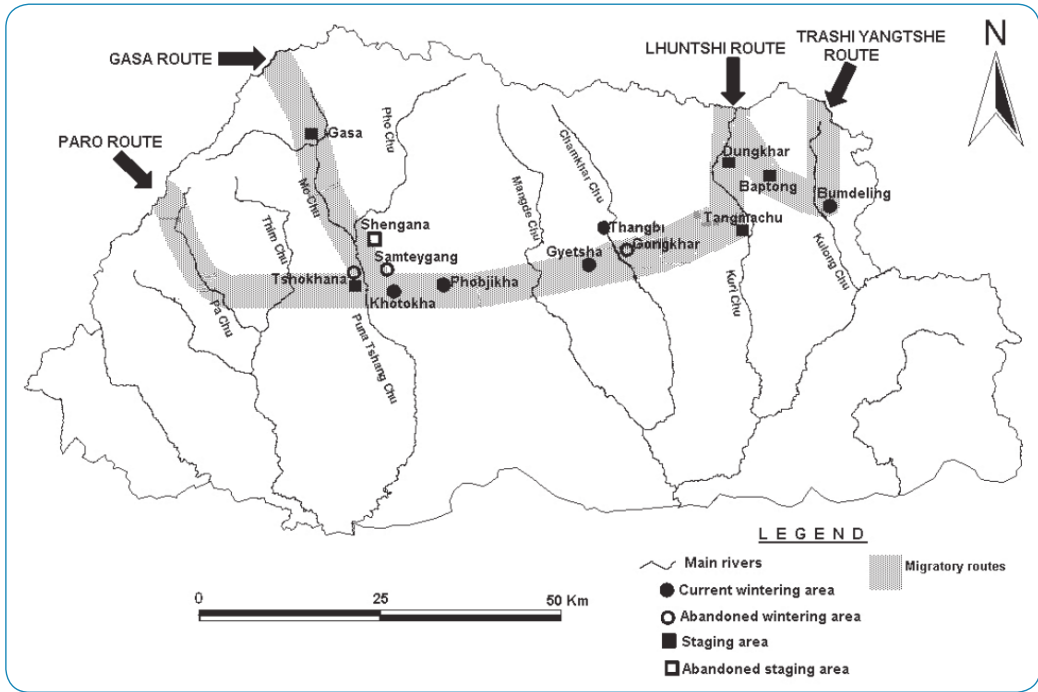 GASA ROUTE
LHUNTSHI ROUTE
TRASHI YANGTSHE
ROUTE
N
PARO ROUTE
Gasa
Pho Chu
Mo Chu
Thim Chu
Pa Chu
Shengana
Samteygang
Tshokhana
Khotokha
Phobjikha
Puna Tshang Chu
Mangde Chu
Chamkhar Chu
Gyetsha
Thangbi
Gongkhar
Dungkhar
Baptong
Bumdeling
Tangmachu
Kuri Chu
Kulong Chu
LEGEND
Main rivers
Migratory routes
Current wintering area
Abandoned wintering area
Staging area
Abandoned staging area
0 25 50 Km